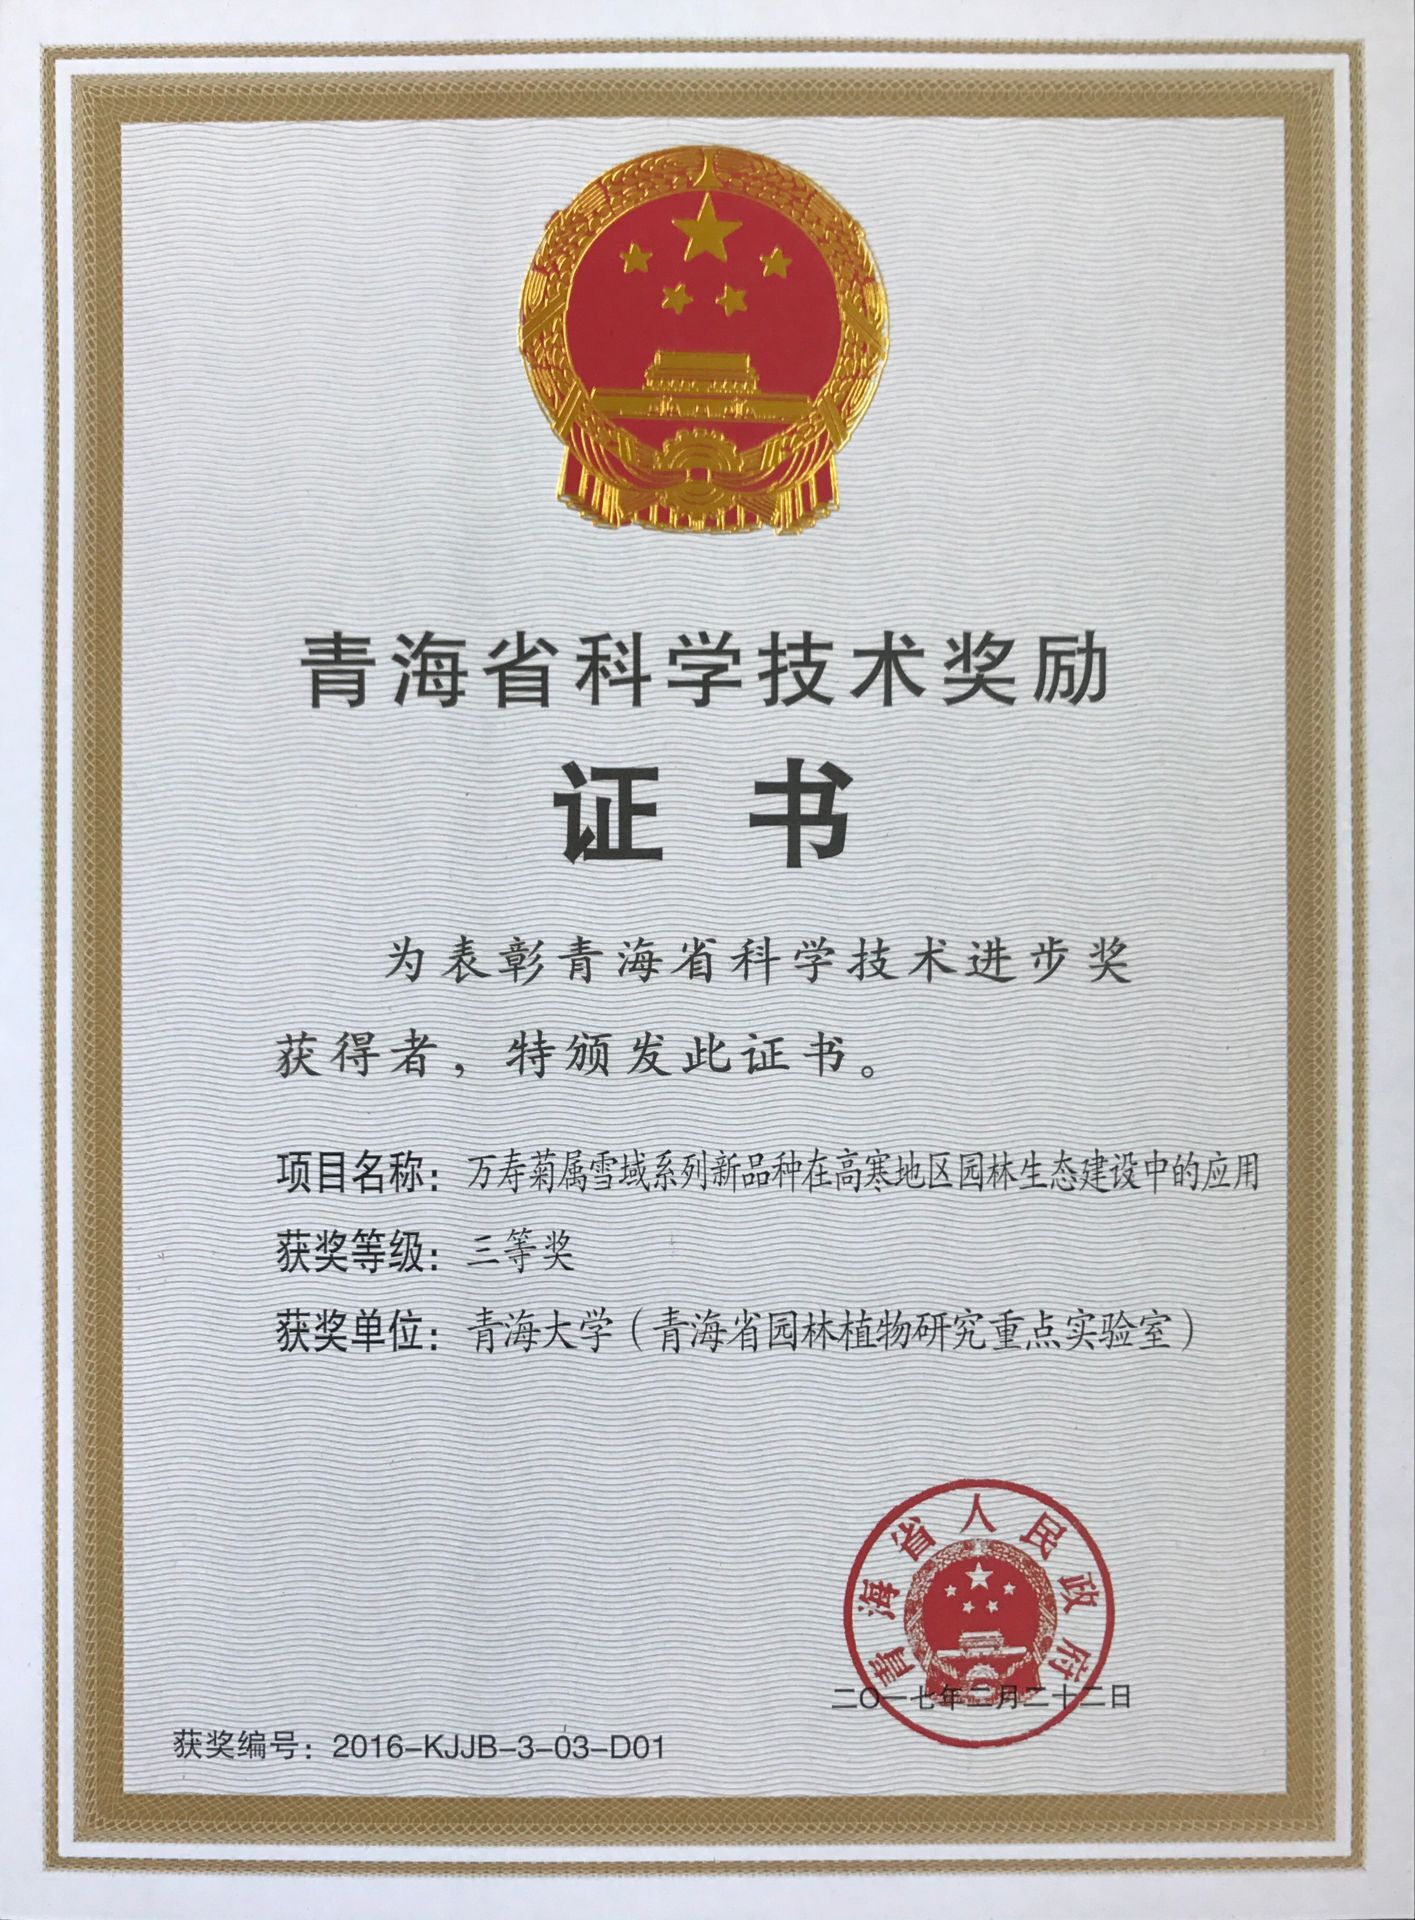 青海省科学技术奖励
证书
为表彰青海省科学技术进步奖
获得者，特颁发此证书。
项目名称：万寿菊属雪域系列新品种在高寒地区园林生态建设中的应用
获奖等级：三等奖
获奖单位：青海大学（青海省园林植物研究重点实验室）
青海省人民政府
二〇一七年二月二十二日
获奖编号：2016-KJJB-3-03-D01